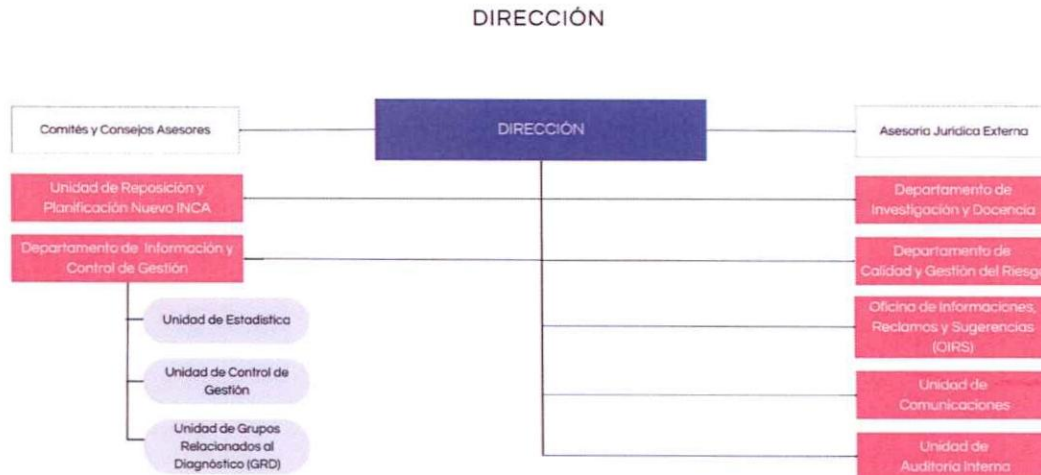 DIRECCIÓN
Comités y Consejos Asesores
DIRECCIÓN
Asesoría Jurídica Externa
Unidad de Reposición y
Planificación Nuevo INCA
Departamento de
Investigación y Docencia
Departamento de Información y
Control de Gestión
Departamento de
Calidad y Gestión del Riesgo
Unidad de Estadística
Oficina de Informaciones,
Reclamos y Sugerencias
(OIRS)
Unidad de Control de
Gestión
Unidad de
Comunicaciones
Unidad de Grupos
Relacionados al
Diagnóstico (GRD)
Unidad de
Auditoría Interna